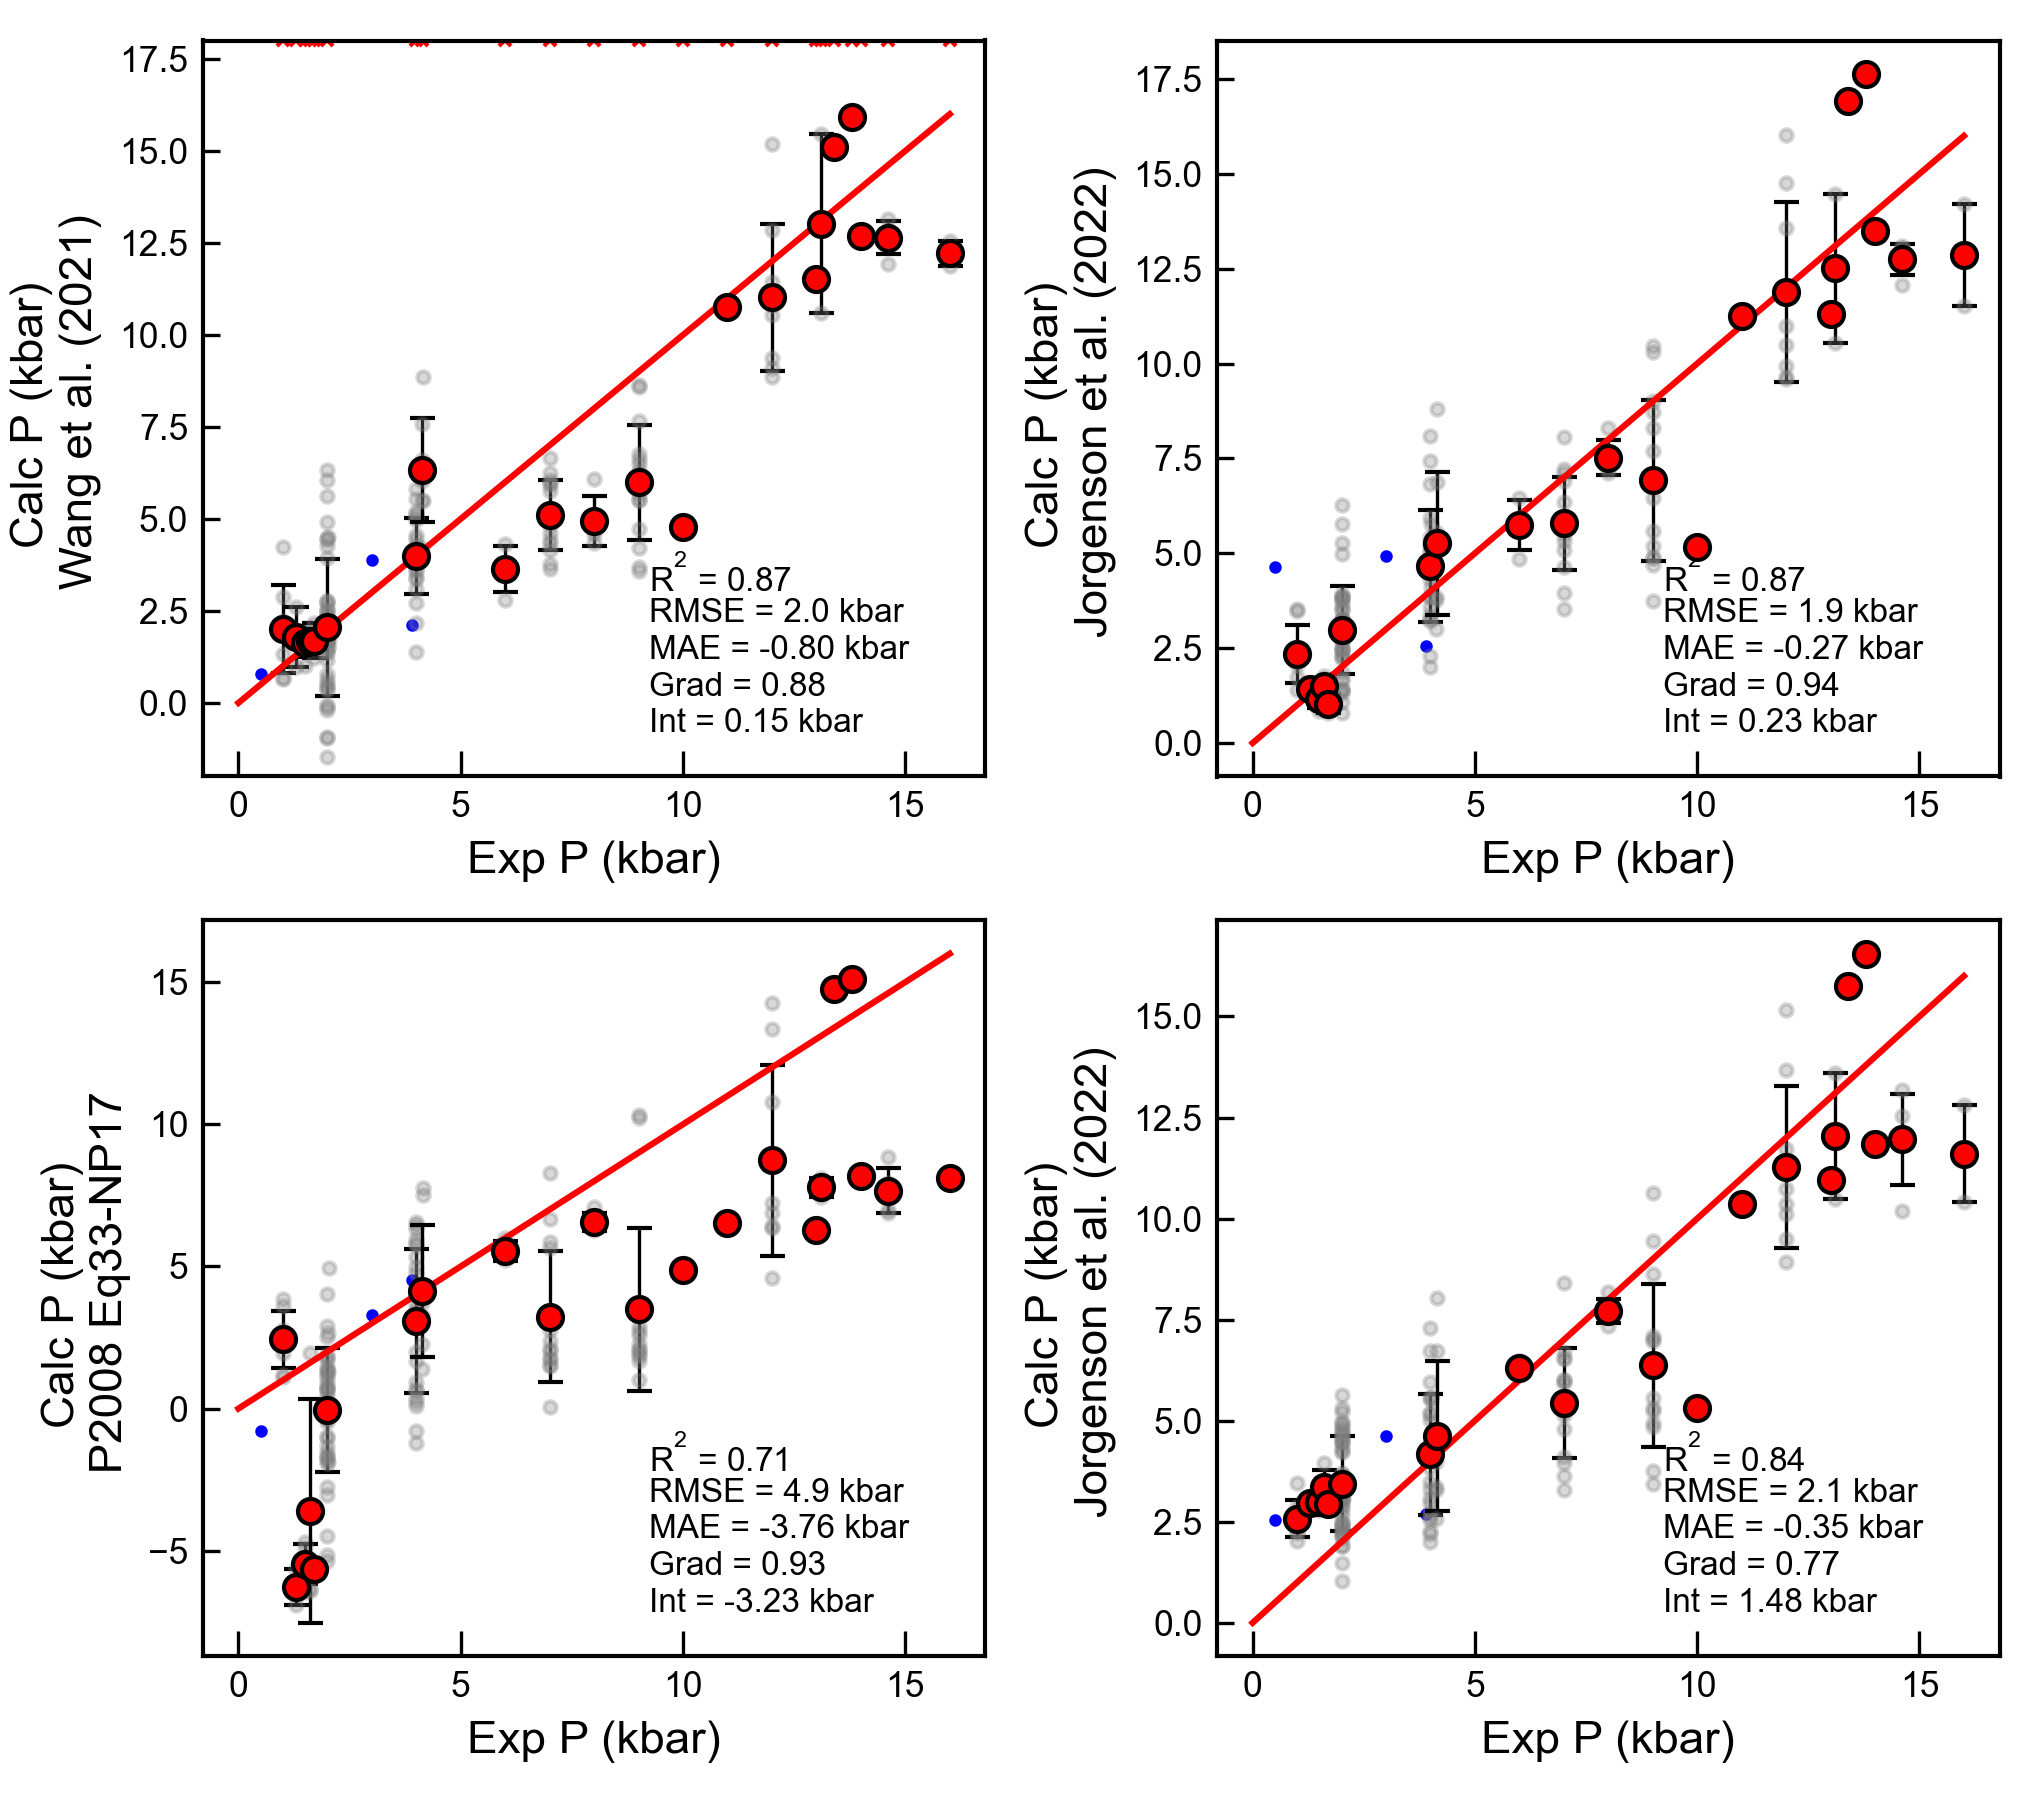 17.5
15.0
12.5
10.0
7.5
5.0
2.5
0.0
Calc P (kbar)
Wang et al. (2021)
R² = 0.87
RMSE = 2.0 kbar
MAE = -0.80 kbar
Grad = 0.88
Int = 0.15 kbar
0 5 10 15
Exp P (kbar)
17.5
15.0
12.5
10.0
7.5
5.0
2.5
0.0
Calc P (kbar)
Jorgenson et al. (2022)
R² = 0.87
RMSE = 1.9 kbar
MAE = -0.27 kbar
Grad = 0.94
Int = 0.23 kbar
0 5 10 15
Exp P (kbar)
15
10
5
0
−5
Calc P (kbar)
P2008 Eq33-NP17
R² = 0.71
RMSE = 4.9 kbar
MAE = -3.76 kbar
Grad = 0.93
Int = -3.23 kbar
0 5 10 15
Exp P (kbar)
15.0
12.5
10.0
7.5
5.0
2.5
0.0
Calc P (kbar)
Jorgenson et al. (2022)
R² = 0.84
RMSE = 2.1 kbar
MAE = -0.35 kbar
Grad = 0.77
Int = 1.48 kbar
0 5 10 15
Exp P (kbar)